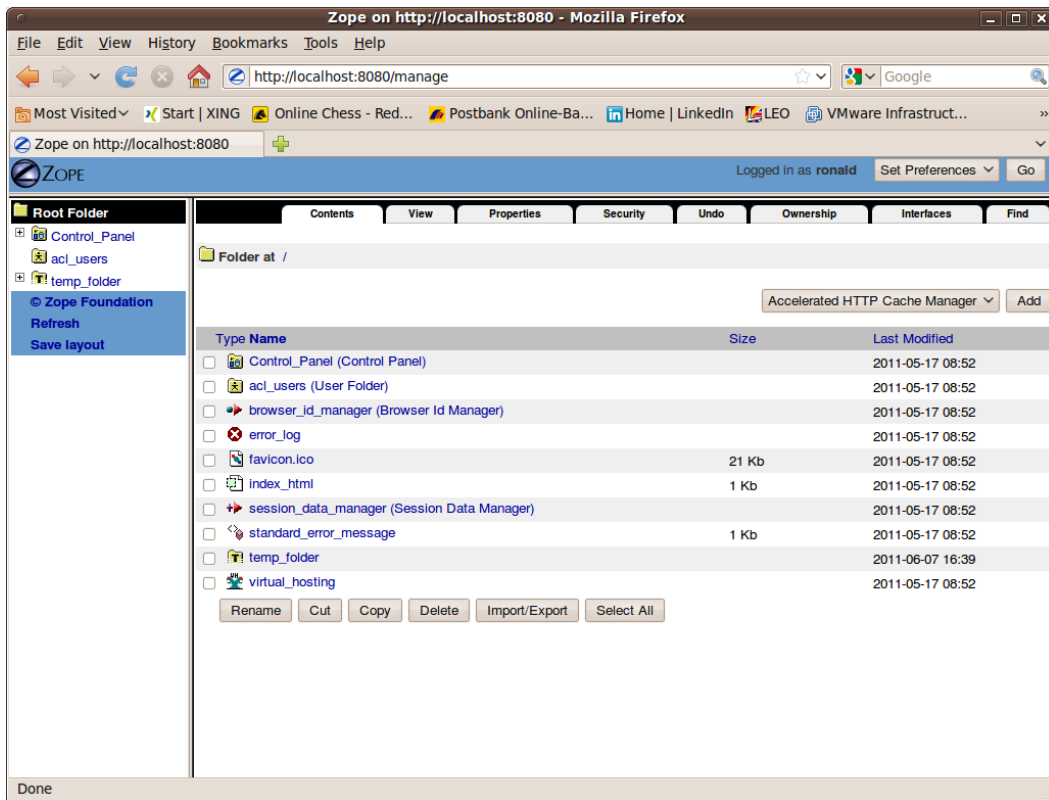 Zope on http://localhost:8080 - Mozilla Firefox
File Edit View History Bookmarks Tools Help
http://localhost:8080/manage Google
Most Visited Start | XING Online Chess - Red... Postbank Online-Ba... Home | LinkedIn LEO VMware Infrastruct... »
Zope on http://localhost:8080
ZOPE Logged in as ronald Set Preferences Go
Root Folder
Control_Panel
acl_users
temp_folder
© Zope Foundation
Refresh
Save layout
Contents View Properties Security Undo Ownership Interfaces Find
Folder at /
Accelerated HTTP Cache Manager Add
Type Name Size Last Modified
Control_Panel (Control Panel) 2011-05-17 08:52
acl_users (User Folder) 2011-05-17 08:52
browser_id_manager (Browser Id Manager) 2011-05-17 08:52
error_log 2011-05-17 08:52
favicon.ico 21 Kb 2011-05-17 08:52
index_html 1 Kb 2011-05-17 08:52
session_data_manager (Session Data Manager) 2011-05-17 08:52
standard_error_message 1 Kb 2011-05-17 08:52
temp_folder 2011-06-07 16:39
virtual_hosting 2011-05-17 08:52
Rename Cut Copy Delete Import/Export Select All
Done